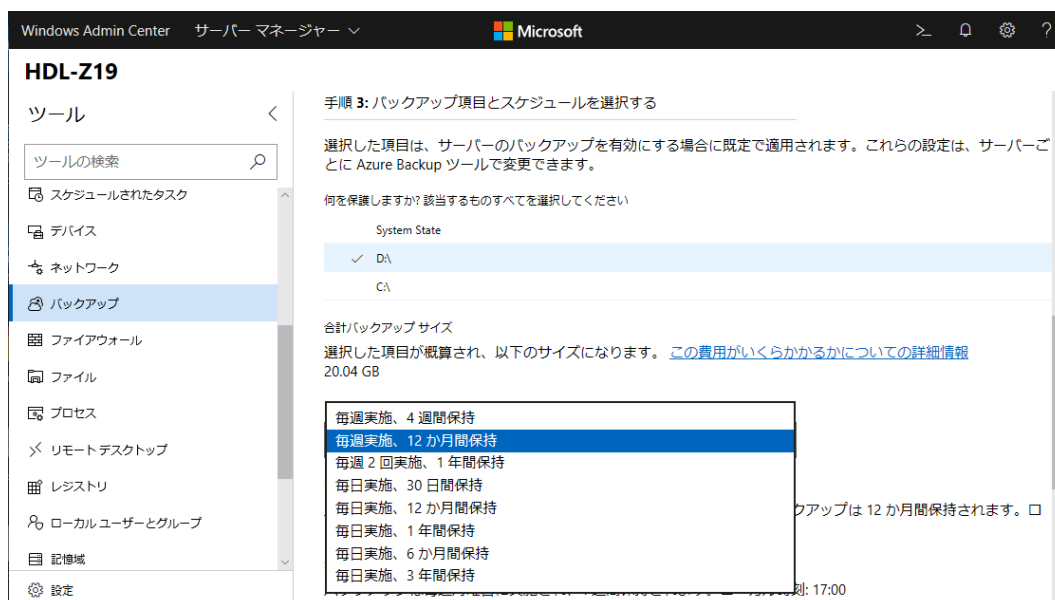 Windows Admin Center サーバー マネージャー Microsoft
HDL-Z19
ツール
ツールの検索
スケジュールされたタスク
デバイス
ネットワーク
バックアップ
ファイアウォール
ファイル
プロセス
リモート デスクトップ
レジストリ
ローカル ユーザーとグループ
記憶域
設定
手順 3: バックアップ項目とスケジュールを選択する
選択した項目は、サーバーのバックアップを有効にする場合に既定で適用されます。これらの設定は、サーバーご
とに Azure Backup ツールで変更できます。
何を保護しますか? 該当するものすべてを選択してください
System State
D:\
C:\
合計バックアップ サイズ
選択した項目が概算され、以下のサイズになります。 この費用がいくらかかるかについての詳細情報
20.04 GB
毎週実施、4 週間保持
毎週実施、12 か月間保持
毎週 2 回実施、1 年間保持
毎日実施、30 日間保持
毎日実施、12 か月間保持
毎日実施、1 年間保持
毎日実施、6 か月間保持
毎日実施、3 年間保持
クアップは 12 か月間保持されます。ロ
刻: 17:00